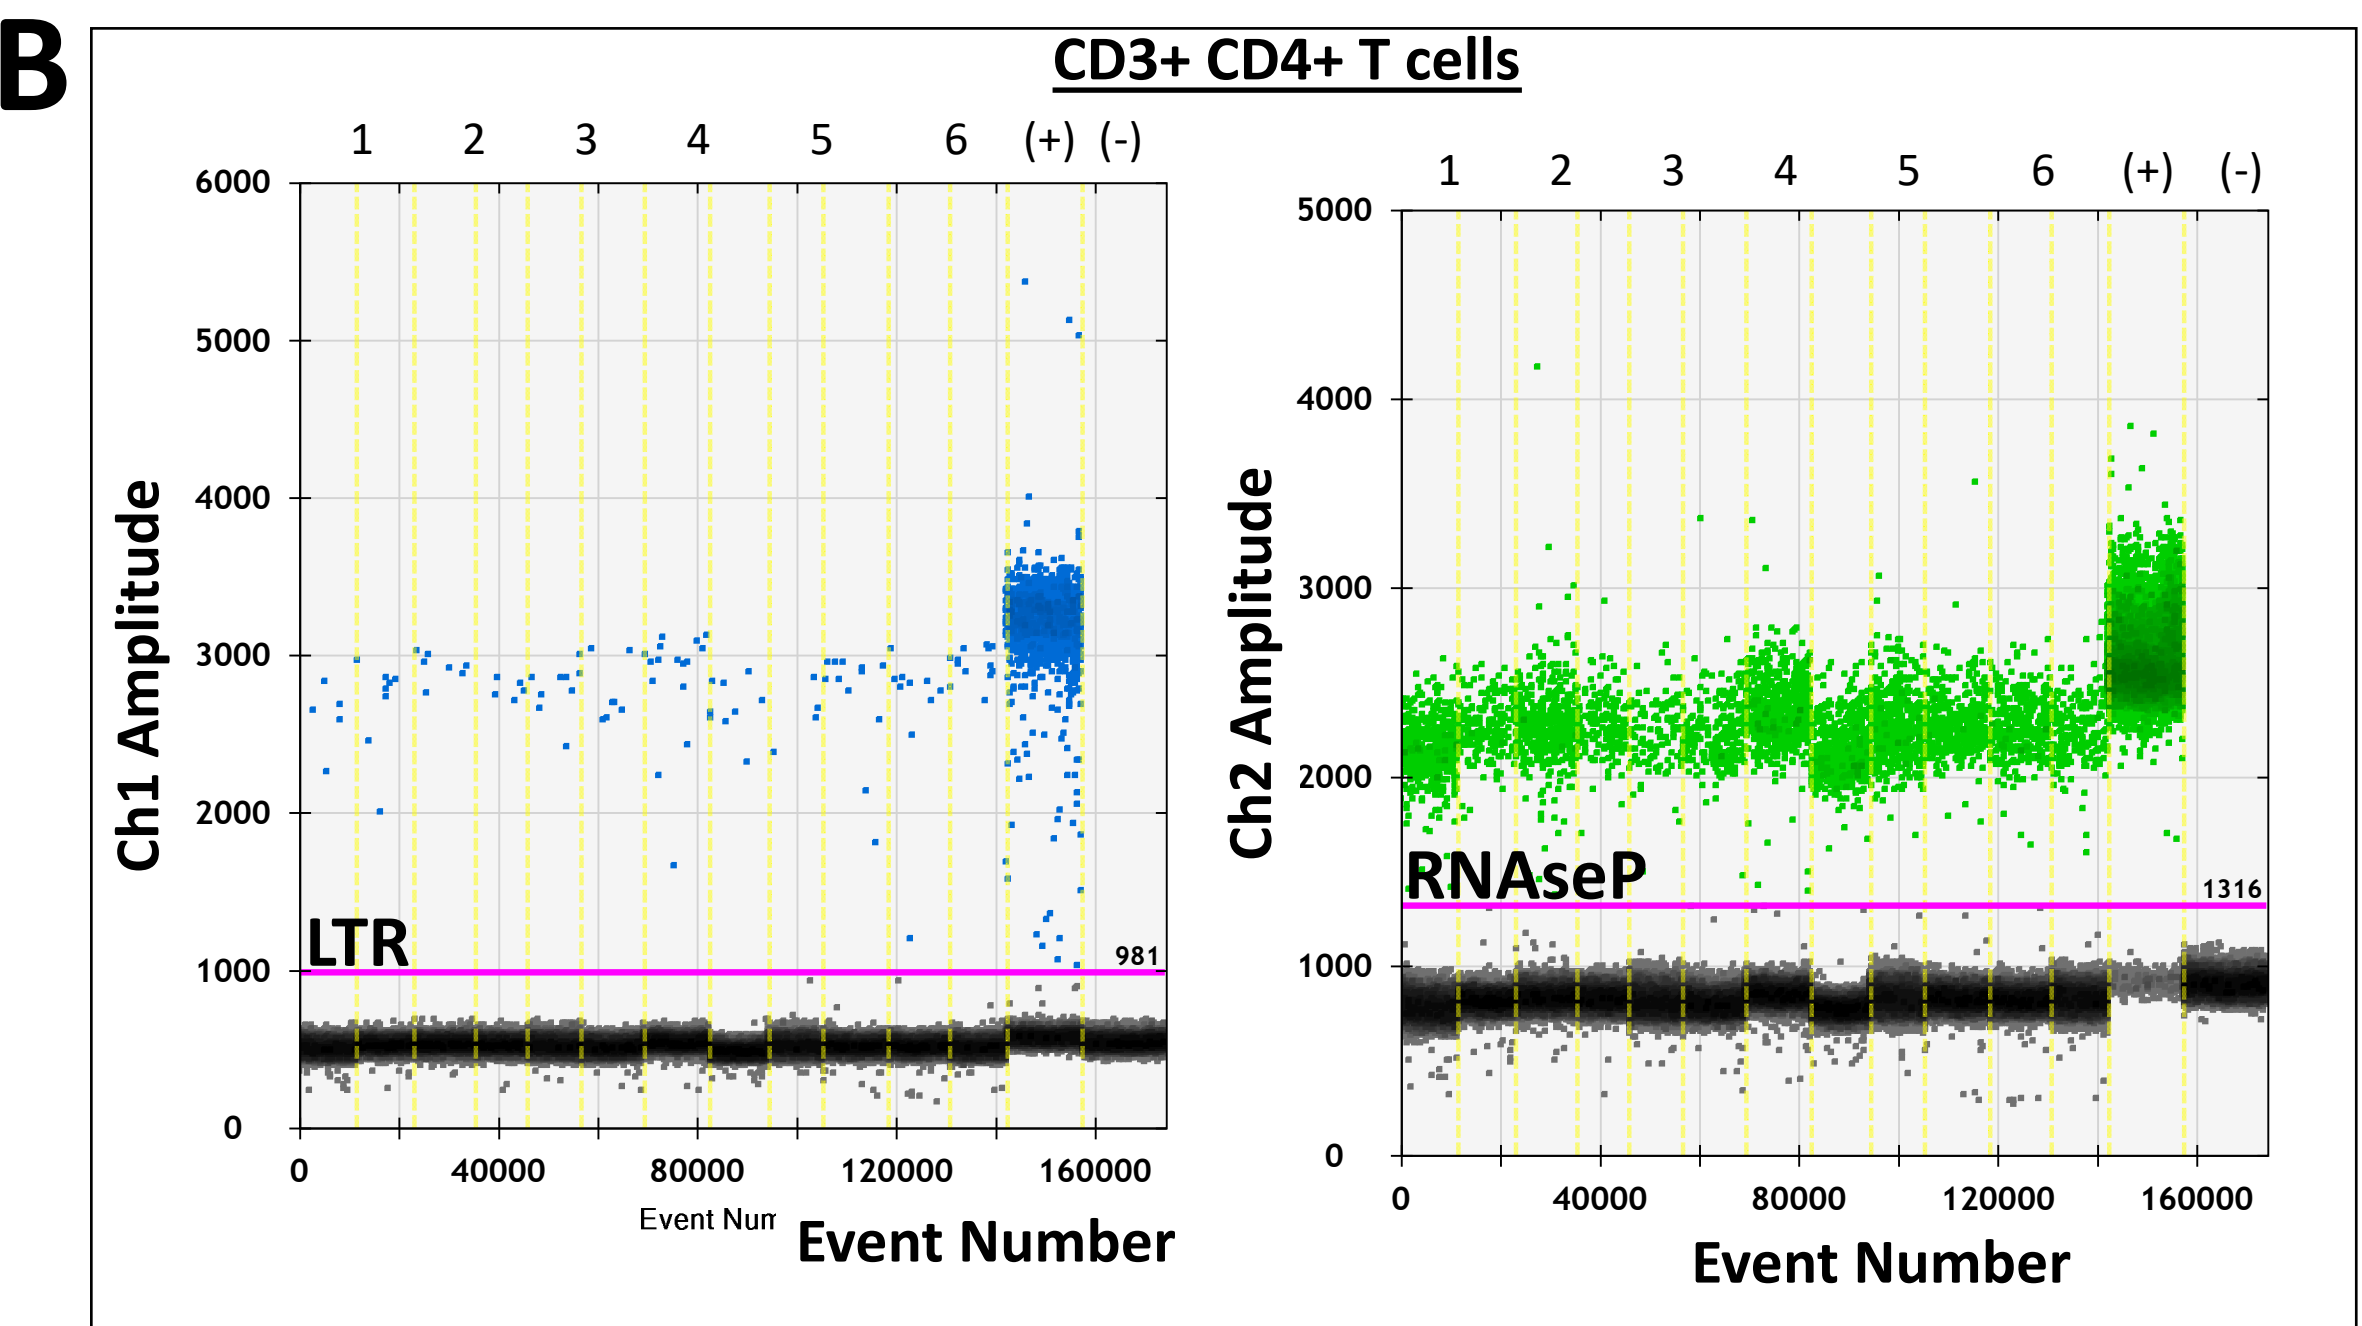 B
CD3+ CD4+ T cells
1 2 3 4 5 6 (+) (-)
6000
5000
4000
3000
2000
1000
0
Ch1 Amplitude
LTR
981
0 40000 80000 120000 160000
Event Num
Event Number
1 2 3 4 5 6 (+) (-)
5000
4000
3000
2000
1000
0
Ch2 Amplitude
RNAseP
1316
0 40000 80000 120000 160000
Event Number